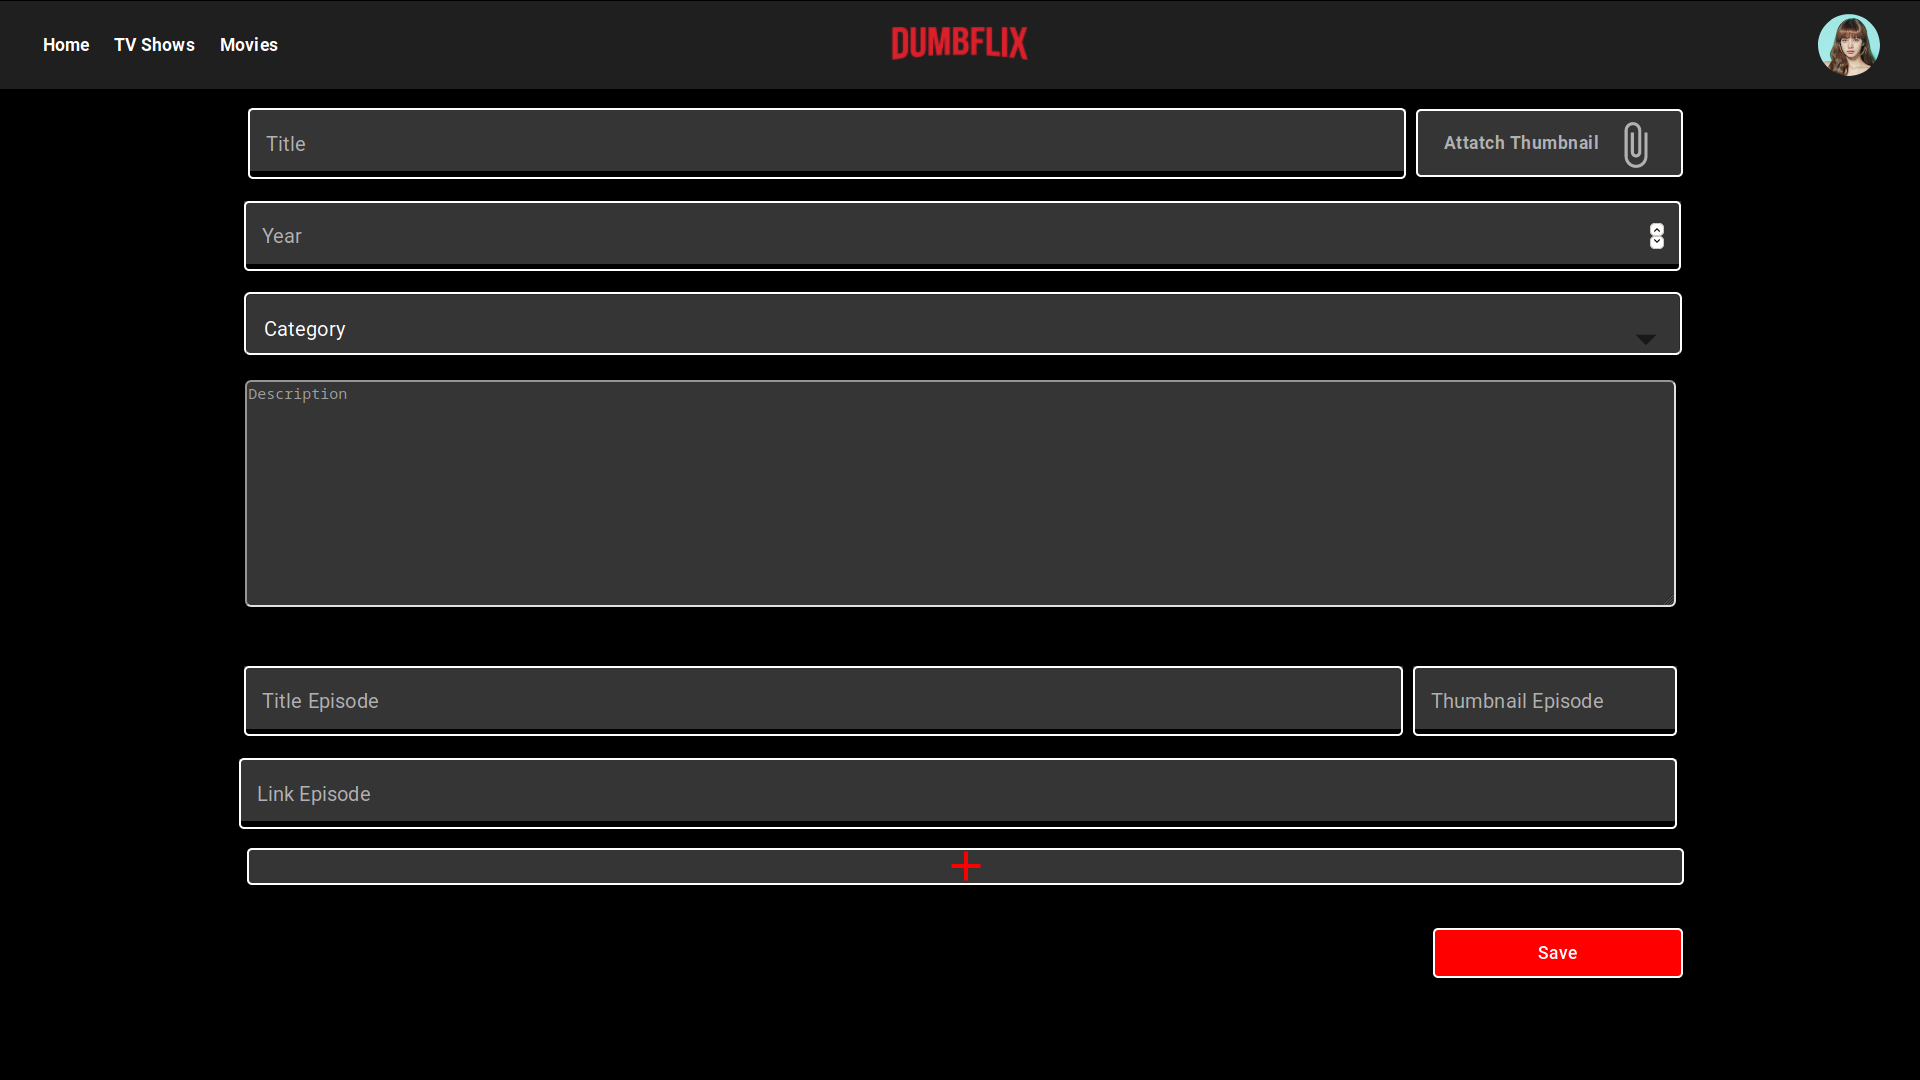 Home TV Shows Movies DUMBFLIX
Title Attatch Thumbnail
Year
Category
Description
Title Episode Thumbnail Episode
Link Episode
Save